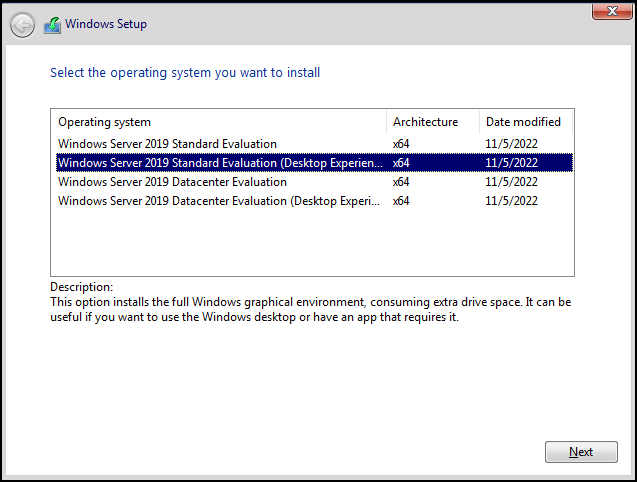 Windows Setup
Select the operating system you want to install
Operating system Architecture Date modified
Windows Server 2019 Standard Evaluation x64 11/5/2022
Windows Server 2019 Standard Evaluation (Desktop Experien... x64 11/5/2022
Windows Server 2019 Datacenter Evaluation x64 11/5/2022
Windows Server 2019 Datacenter Evaluation (Desktop Experi... x64 11/5/2022
Description:
This option installs the full Windows graphical environment, consuming extra drive space. It can be
useful if you want to use the Windows desktop or have an app that requires it.
Next